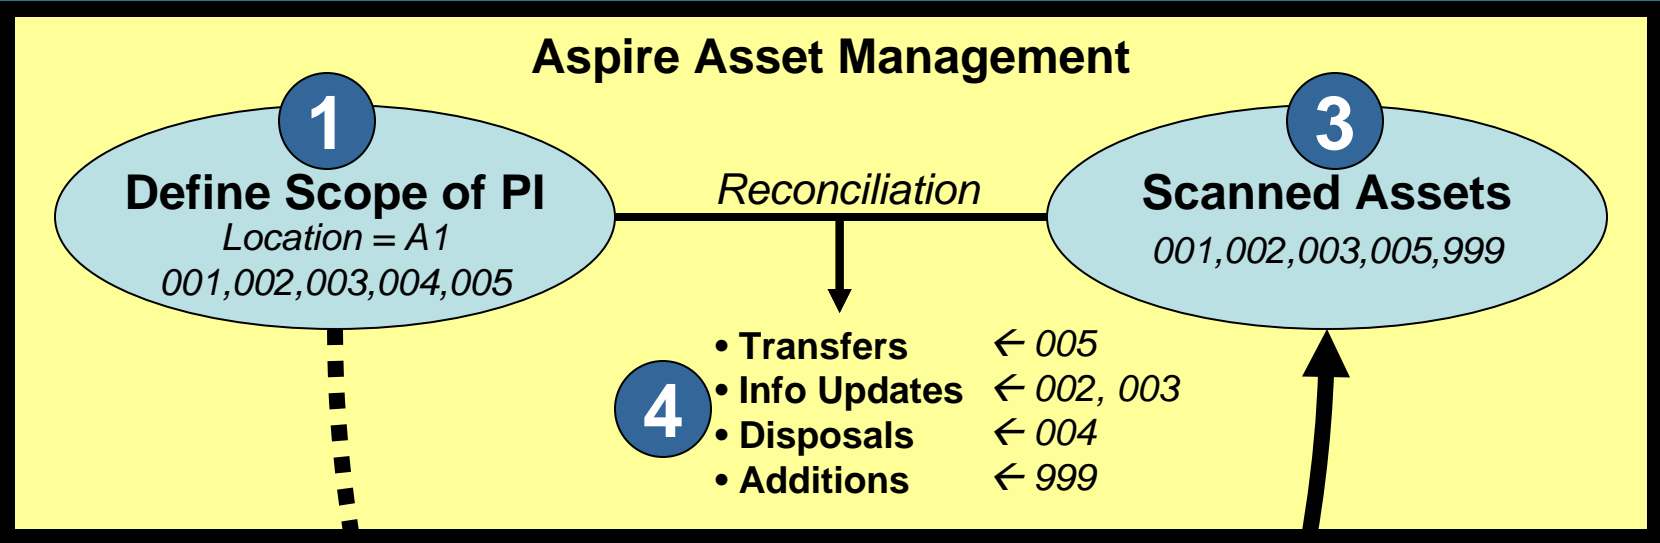 Aspire Asset Management
1
Define Scope of PI
Location = A1
001,002,003,004,005
Reconciliation
3
Scanned Assets
001,002,003,005,999
4
• Transfers ← 005
• Info Updates ← 002, 003
• Disposals ← 004
• Additions ← 999